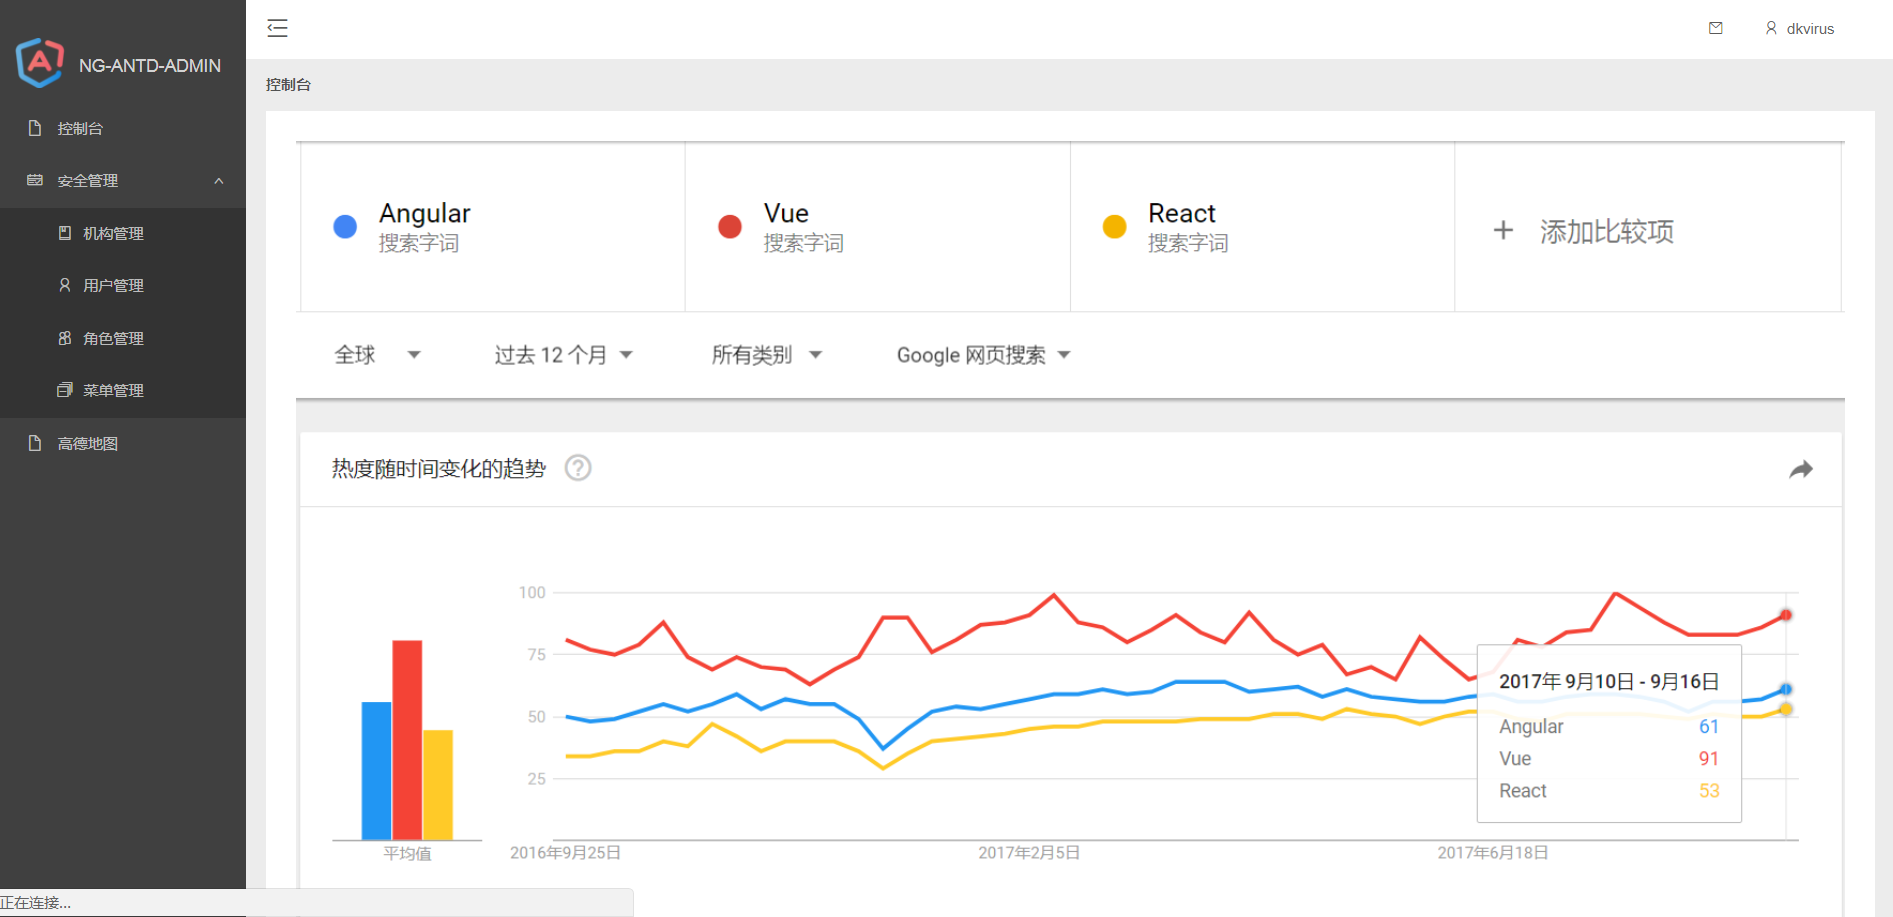 NG-ANTD-ADMIN
控制台
安全管理
机构管理
用户管理
角色管理
菜单管理
高德地图
dkvirus
控制台
Angular
搜索字词
Vue
搜索字词
React
搜索字词
+ 添加比较项
全球
过去 12 个月
所有类别
Google 网页搜索
热度随时间变化的趋势 ?
100
75
50
25
平均值
2016年9月25日
2017年2月5日
2017年6月18日
2017年 9月10日 - 9月16日
Angular 61
Vue 91
React 53
正在连接...